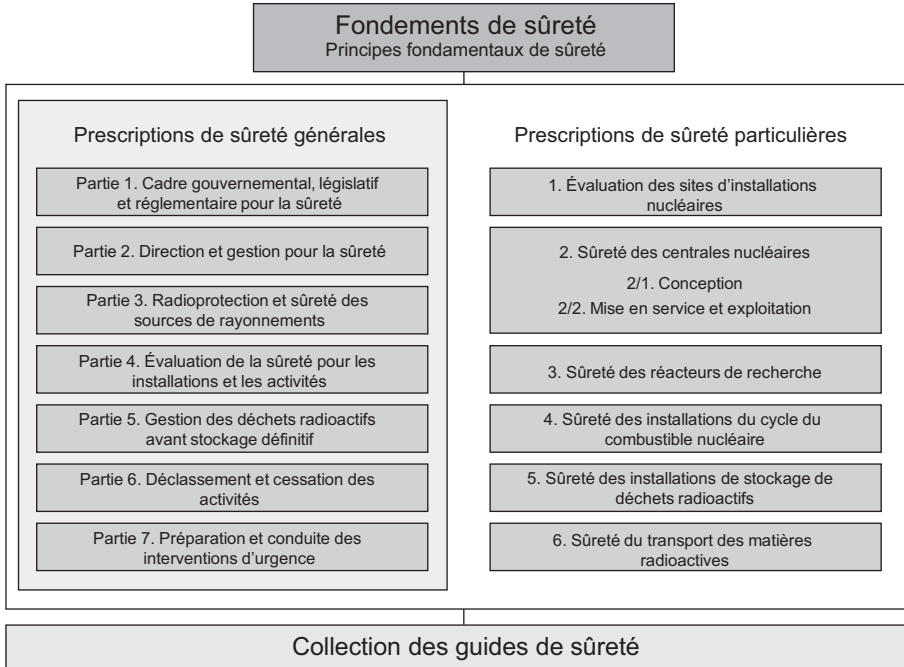 Fondements de sûreté
Principes fondamentaux de sûreté
Prescriptions de sûreté générales
Partie 1. Cadre gouvernemental, législatif
et réglementaire pour la sûreté
Partie 2. Direction et gestion pour la sûreté
Partie 3. Radioprotection et sûreté des
sources de rayonnements
Partie 4. Évaluation de la sûreté pour les
installations et les activités
Partie 5. Gestion des déchets radioactifs
avant stockage définitif
Partie 6. Déclassement et cessation des
activités
Partie 7. Préparation et conduite des
interventions d'urgence
Prescriptions de sûreté particulières
1. Évaluation des sites d'installations
nucléaires
2. Sûreté des centrales nucléaires
2/1. Conception
2/2. Mise en service et exploitation
3. Sûreté des réacteurs de recherche
4. Sûreté des installations du cycle du
combustible nucléaire
5. Sûreté des installations de stockage de
déchets radioactifs
6. Sûreté du transport des matières
radioactives
Collection des guides de sûreté